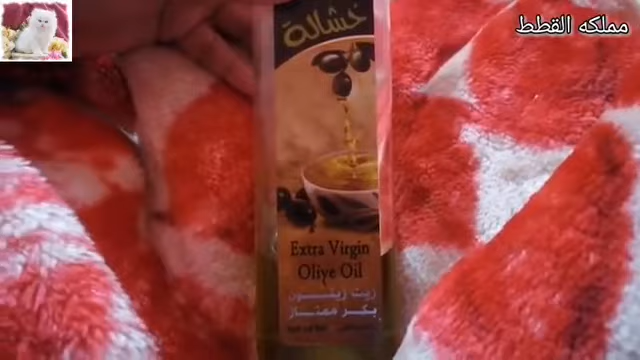 مملكه القطط
خشالة
Extra Virgin
Olive Oil
زيت زيتون
بكر ممتاز